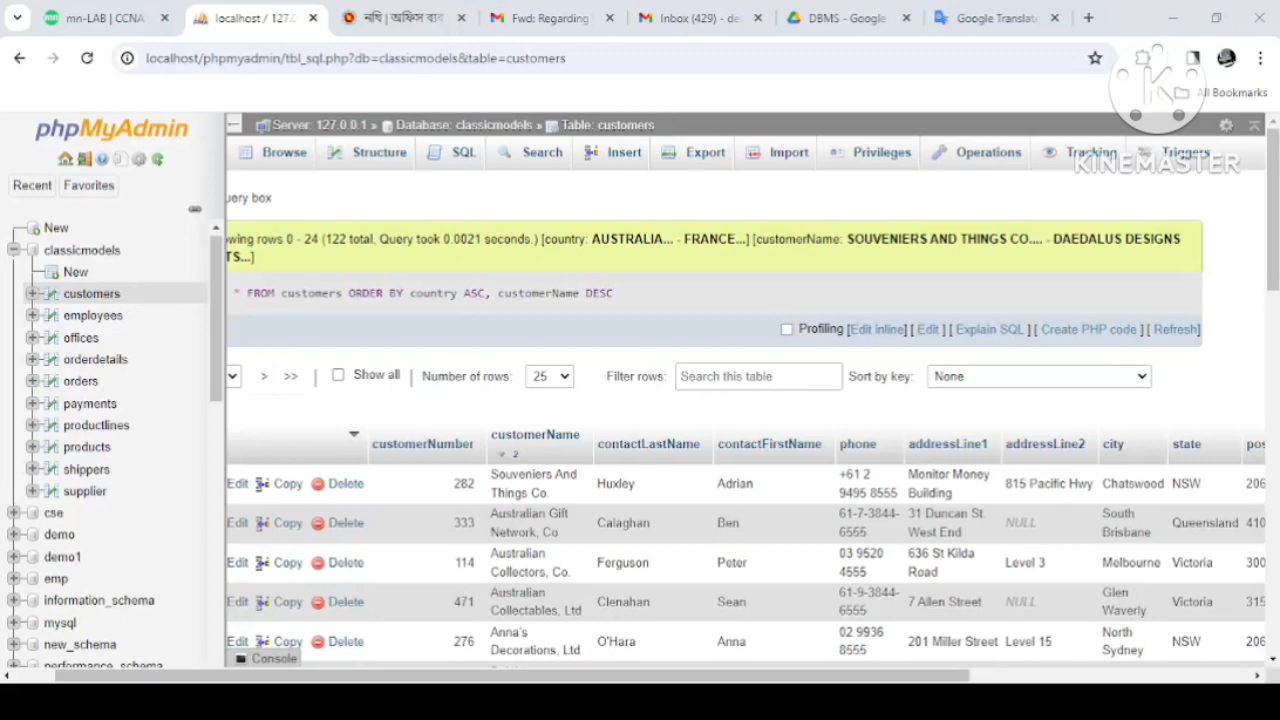 mn-LAB | CCNA
localhost / 127.0
নথি | অফিস ব্যব
Fwd: Regarding
Inbox (429) - de
DBMS - Google
Google Translate
localhost/phpmyadmin/tbl_sql.php?db=classicmodels&table=customers
All Bookmarks
KINEMASTER
phpMyAdmin
Recent Favorites
New
classicmodels
New
customers
employees
offices
orderdetails
orders
payments
productlines
products
shippers
supplier
cse
demo
demo1
emp
information_schema
mysql
new_schema
performance_schema
Server: 127.0.0.1 » Database: classicmodels » Table: customers
Browse Structure SQL Search Insert Export Import Privileges Operations Tracking Triggers
uery box
wing rows 0 - 24 (122 total, Query took 0.0021 seconds.) [country: AUSTRALIA... - FRANCE...] [customerName: SOUVENIERS AND THINGS CO.... - DAEDALUS DESIGNS
TS...]
* FROM customers ORDER BY country ASC, customerName DESC
Profiling [Edit inline] [ Edit ] [ Explain SQL ] [ Create PHP code ] [ Refresh]
> >> | Show all | Number of rows: 25 Filter rows: Search this table Sort by key: None
customerNumber customerName 2 contactLastName contactFirstName phone addressLine1 addressLine2 city state pos
Edit Copy Delete 282 Souveniers And Things Co. Huxley Adrian +61 2 9495 8555 Monitor Money Building 815 Pacific Hwy Chatswood NSW 206
Edit Copy Delete 333 Australian Gift Network, Co Calaghan Ben 61-7-3844-6555 31 Duncan St. West End NULL South Brisbane Queensland 410
Edit Copy Delete 114 Australian Collectors, Co. Ferguson Peter 03 9520 4555 636 St Kilda Road Level 3 Melbourne Victoria 300
Edit Copy Delete 471 Australian Collectables, Ltd Clenahan Sean 61-9-3844-6555 7 Allen Street NULL Glen Waverly Victoria 315
Edit Copy Delete 276 Anna's Decorations, Ltd O'Hara Anna 02 9936 8555 201 Miller Street Level 15 North Sydney NSW 206
Console